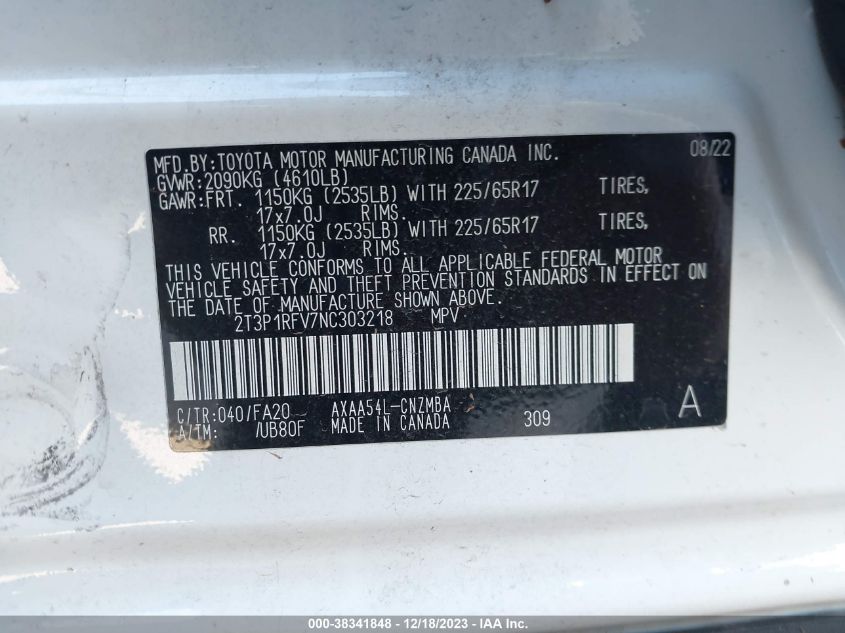 MFD.BY:TOYOTA MOTOR MANUFACTURING CANADA INC. 08/22
GVWR:2090KG (4610LB)
GAWR:FRT. 1150KG (2535LB) WITH 225/65R17 TIRES,
17x7.0J RIMS.
RR. 1150KG (2535LB) WITH 225/65R17 TIRES,
17x7.0J RIMS.
THIS VEHICLE CONFORMS TO ALL APPLICABLE FEDERAL MOTOR
VEHICLE SAFETY AND THEFT PREVENTION STANDARDS IN EFFECT ON
THE DATE OF MANUFACTURE SHOWN ABOVE.
2T3P1RFV7NC303218 MPV
C/TR:040/FA20 AXAA54L-CNZMBA A
A/TM: /UB80F MADE IN CANADA 309
000-38341848 - 12/18/2023 - IAA Inc.